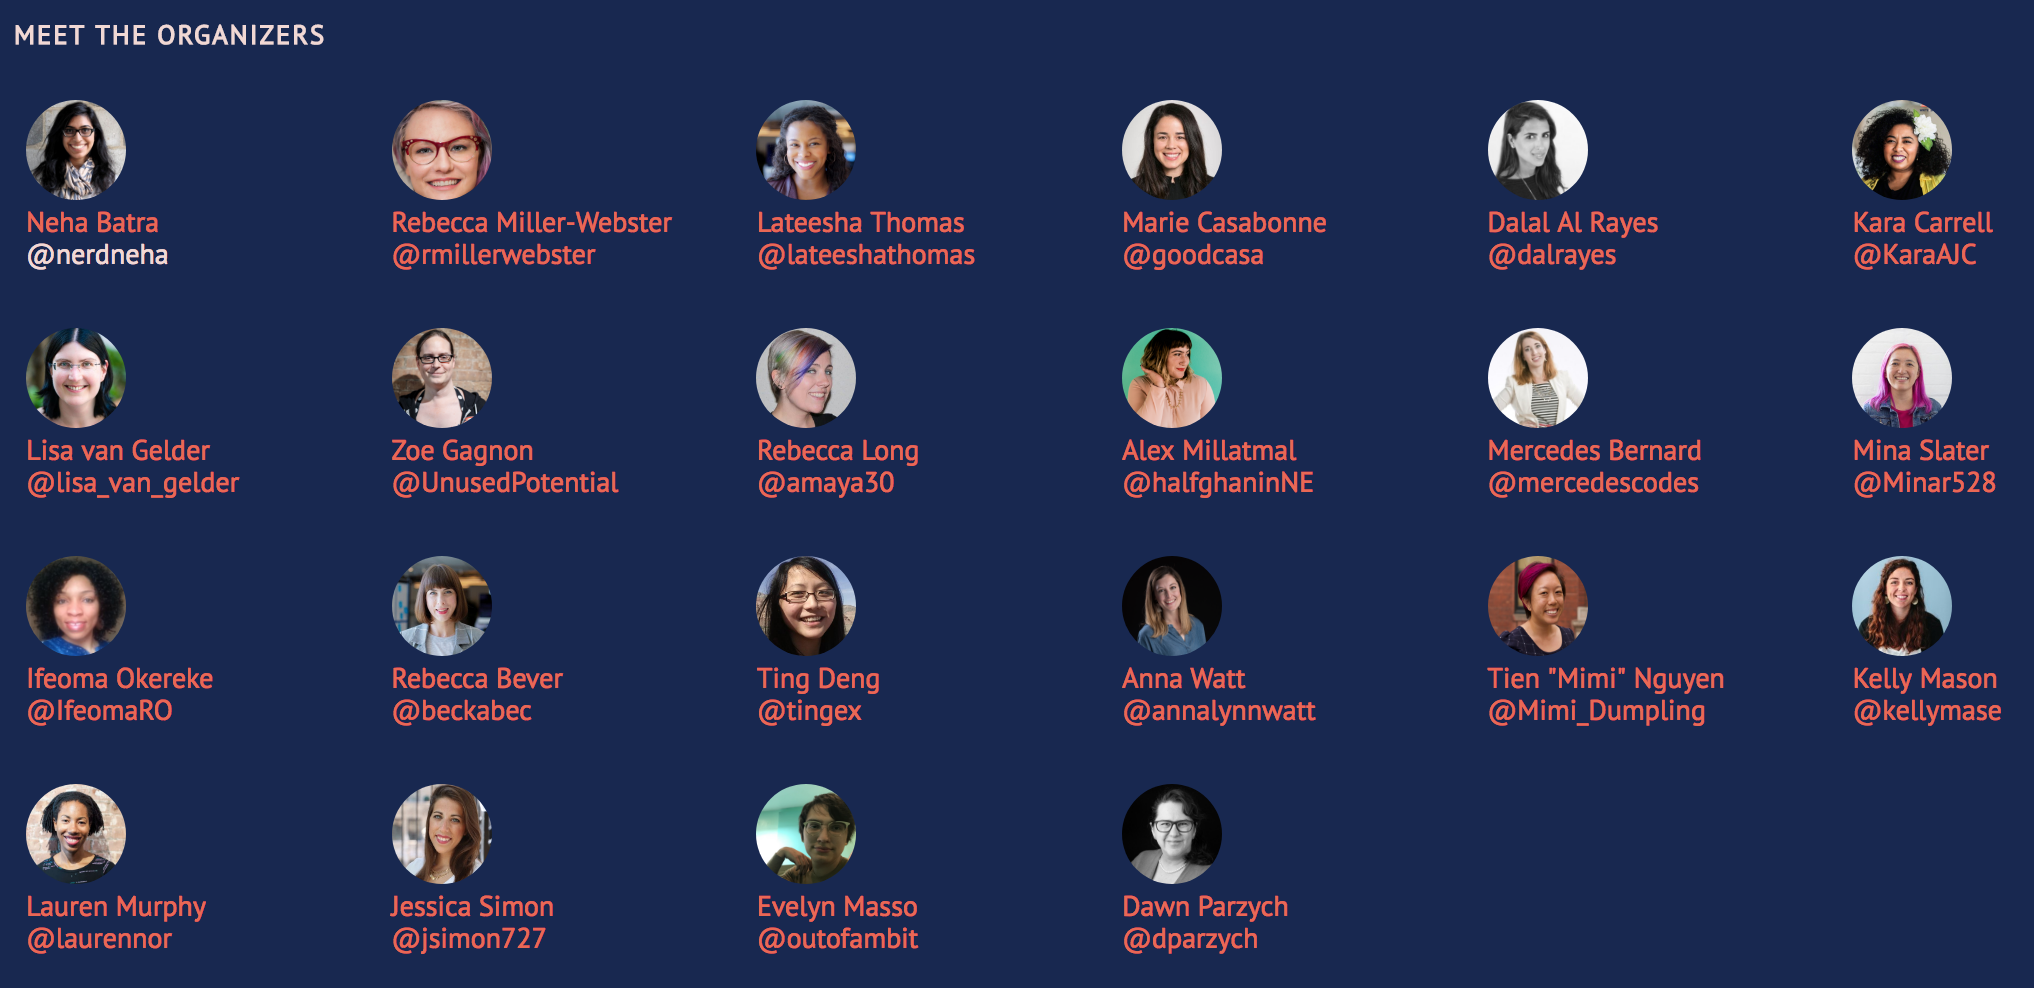 MEET THE ORGANIZERS
Neha Batra
@nerdneha
Rebecca Miller-Webster
@rmillerwebster
Lateesha Thomas
@lateeshathomas
Marie Casabonne
@goodcasa
Dalal Al Rayes
@dalrayes
Kara Carrell
@KaraAJC
Lisa van Gelder
@lisa_van_gelder
Zoe Gagnon
@UnusedPotential
Rebecca Long
@amaya30
Alex Millatmal
@halfghaninNE
Mercedes Bernard
@mercedescodes
Mina Slater
@Minar528
Ifeoma Okereke
@IfeomaRO
Rebecca Bever
@beckabec
Ting Deng
@tingex
Anna Watt
@annalynnwatt
Tien "Mimi" Nguyen
@Mimi_Dumpling
Kelly Mason
@kellymase
Lauren Murphy
@laurennor
Jessica Simon
@jsimon727
Evelyn Masso
@outofambit
Dawn Parzych
@dparzych